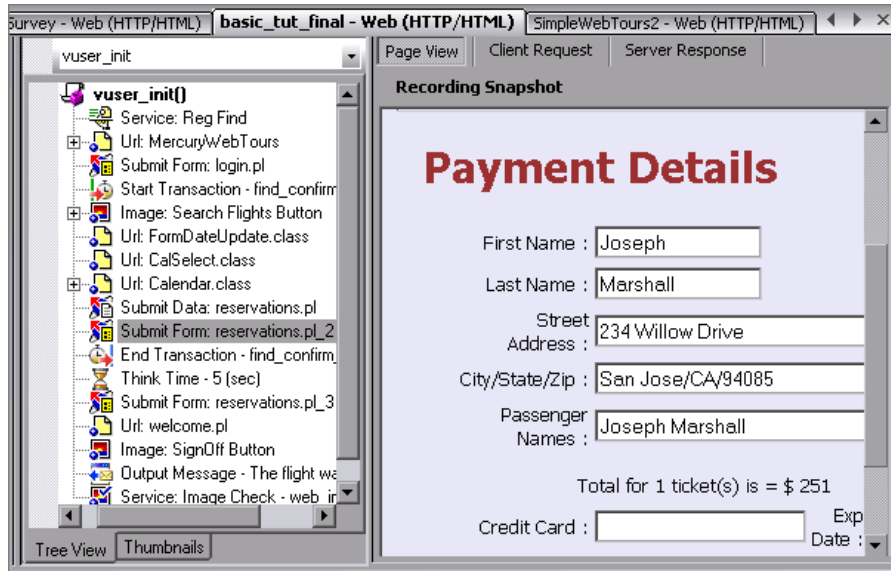 Survey - Web (HTTP/HTML)
basic_tut_final - Web (HTTP/HTML)
SimpleWebTours2 - Web (HTTP/HTML)
vuser_init
vuser_init()
Service: Reg Find
Url: MercuryWebTours
Submit Form: login.pl
Start Transaction - find_confirm
Image: Search Flights Button
Url: FormDateUpdate.class
Url: CalSelect.class
Url: Calendar.class
Submit Data: reservations.pl
Submit Form: reservations.pl_2
End Transaction - find_confirm_
Think Time - 5 (sec)
Submit Form: reservations.pl_3
Url: welcome.pl
Image: SignOff Button
Output Message - The flight wa
Service: Image Check - web_ir
Tree View
Thumbnails
Page View
Client Request
Server Response
Recording Snapshot
Payment Details
First Name : Joseph
Last Name : Marshall
Street
Address : 234 Willow Drive
City/State/Zip : San Jose/CA/94085
Passenger
Names : Joseph Marshall
Total for 1 ticket(s) is = $ 251
Credit Card :
Exp
Date :